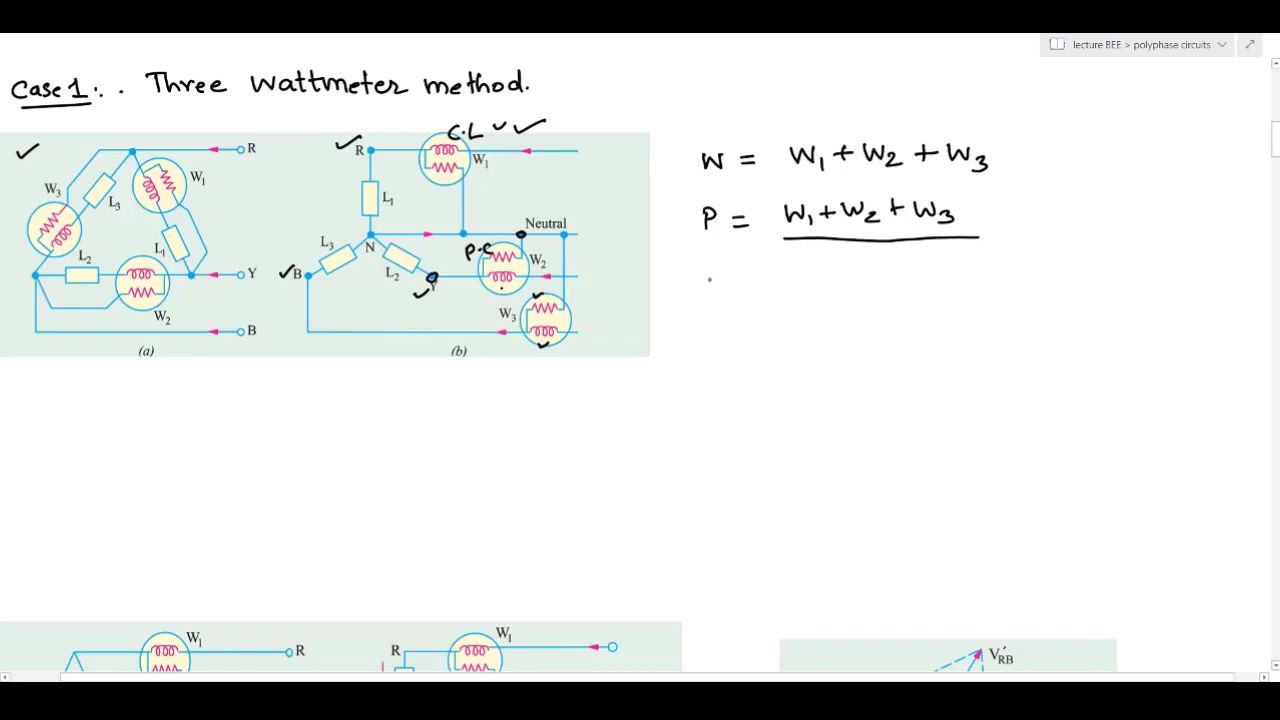 lecture BEE > polyphase circuits
Case 1:. Three wattmeter method.
C.L
R
R
W1
W1
W3
L3
L1
L1
L2
W2
Y
B
(a)
L3
N
L2
B
Y
Neutral
P.C
W2
W3
(b)
W = W1 + W2 + W3
P = W1 + W2 + W3
W1
R
R
W1
V'RB